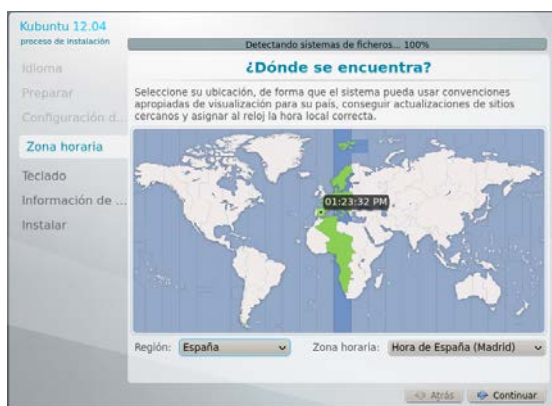 Kubuntu 12.04
proceso de instalación
Detectando sistemas de ficheros... 100%
Idioma
Preparar
Configuración d...
Zona horaria
Teclado
Información de ...
Instalar
¿Dónde se encuentra?
Seleccione su ubicación, de forma que el sistema pueda usar convenciones
apropiadas de visualización para su país, conseguir actualizaciones de sitios
cercanos y asignar al reloj la hora local correcta.
01:23:32 PM
Región: España Zona horaria: Hora de España (Madrid)
Atrás Continuar